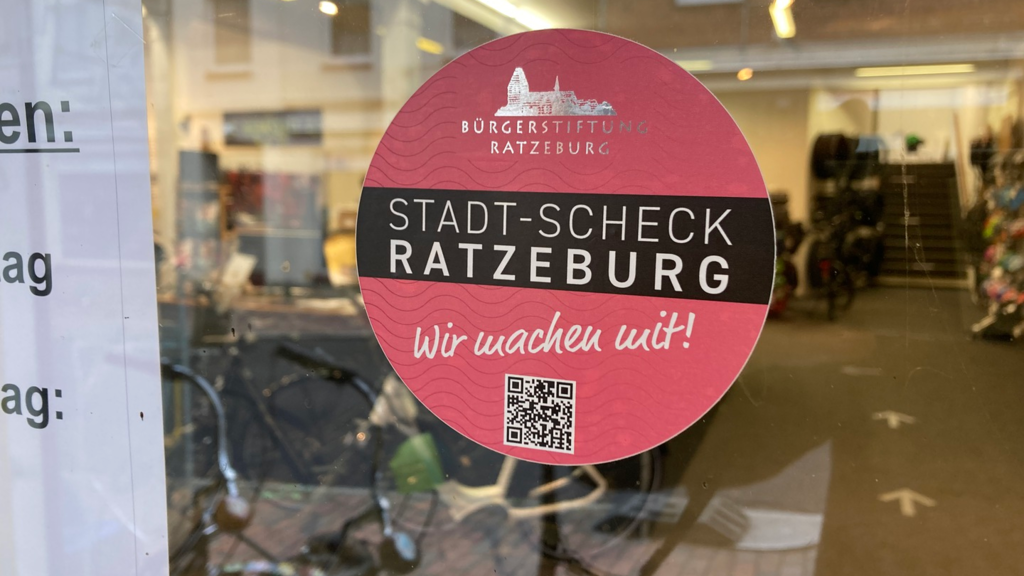 en:
ag
ag:
BÜRGERSTIFTUNG
RATZEBURG
STADT-SCHECK
RATZEBURG
Wir machen mit!